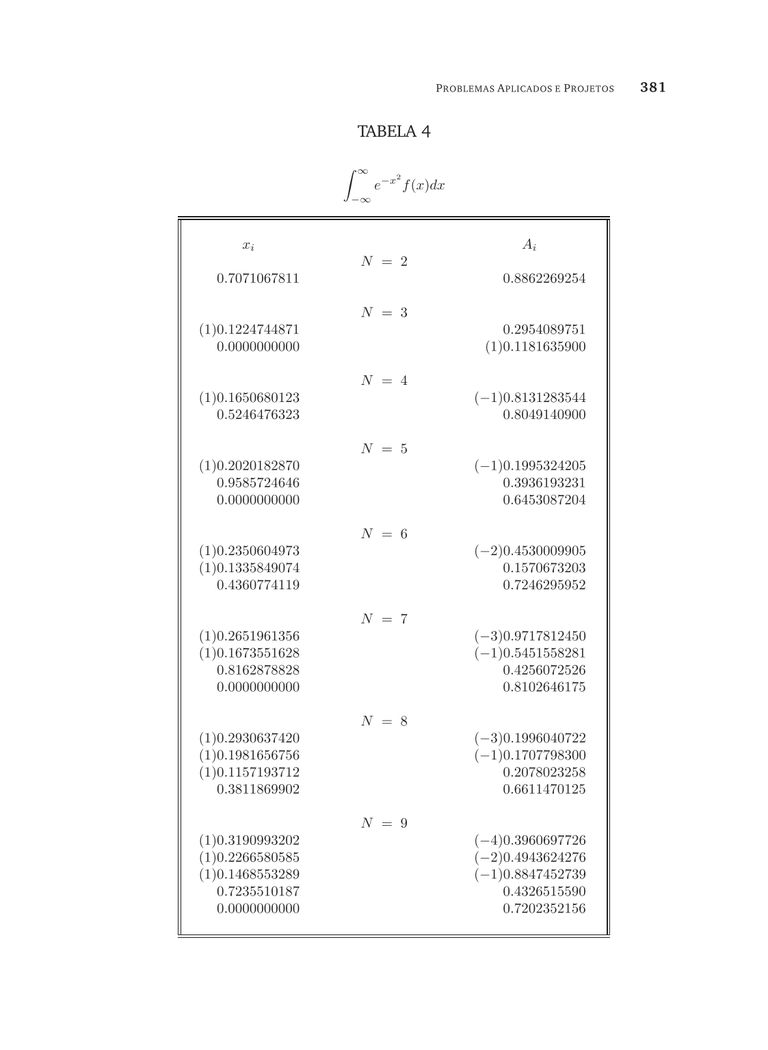 PROBLEMAS APLICADOS E PROJETOS 381
TABELA 4
∫_{-∞}^{∞} e^{-x^2} f(x)dx
x_i A_i
N = 2
0.7071067811 0.8862269254
N = 3
(1)0.1224744871 0.2954089751
0.0000000000 (1)0.1181635900
N = 4
(1)0.1650680123 (−1)0.8131283544
0.5246476323 0.8049140900
N = 5
(1)0.2020182870 (−1)0.1995324205
0.9585724646 0.3936193231
0.0000000000 0.6453087204
N = 6
(1)0.2350604973 (−2)0.4530009905
(1)0.1335849074 0.1570673203
0.4360774119 0.7246295952
N = 7
(1)0.2651961356 (−3)0.9717812450
(1)0.1673551628 (−1)0.5451558281
0.8162878828 0.4256072526
0.0000000000 0.8102646175
N = 8
(1)0.2930637420 (−3)0.1996040722
(1)0.1981656756 (−1)0.1707798300
(1)0.1157193712 0.2078023258
0.3811869902 0.6611470125
N = 9
(1)0.3190993202 (−4)0.3960697726
(1)0.2266580585 (−2)0.4943624276
(1)0.1468553289 (−1)0.8847452739
0.7235510187 0.4326515590
0.0000000000 0.7202352156